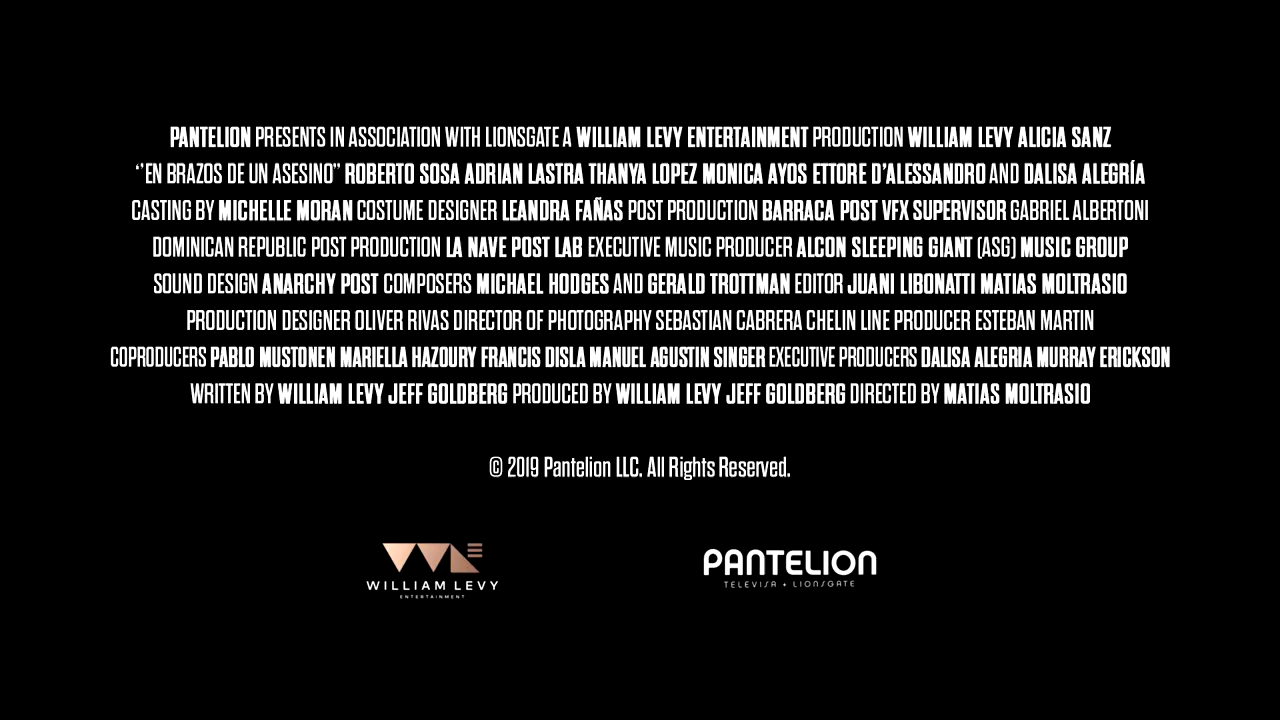 PANTELION PRESENTS IN ASSOCIATION WITH LIONSGATE A WILLIAM LEVY ENTERTAINMENT PRODUCTION WILLIAM LEVY ALICIA SANZ
‘’EN BRAZOS DE UN ASESINO” ROBERTO SOSA ADRIAN LASTRA THANYA LOPEZ MONICA AYOS ETTORE D’ALESSANDRO AND DALISA ALEGRÍA
CASTING BY MICHELLE MORAN COSTUME DESIGNER LEANDRA FAÑAS POST PRODUCTION BARRACA POST VFX SUPERVISOR GABRIEL ALBERTONI
DOMINICAN REPUBLIC POST PRODUCTION LA NAVE POST LAB EXECUTIVE MUSIC PRODUCER ALCON SLEEPING GIANT (ASG) MUSIC GROUP
SOUND DESIGN ANARCHY POST COMPOSERS MICHAEL HODGES AND GERALD TROTTMAN EDITOR JUANI LIBONATTI MATIAS MOLTRASIO
PRODUCTION DESIGNER OLIVER RIVAS DIRECTOR OF PHOTOGRAPHY SEBASTIAN CABRERA CHELIN LINE PRODUCER ESTEBAN MARTIN
COPRODUCERS PABLO MUSTONEN MARIELLA HAZOURY FRANCIS DISLA MANUEL AGUSTIN SINGER EXECUTIVE PRODUCERS DALISA ALEGRIA MURRAY ERICKSON
WRITTEN BY WILLIAM LEVY JEFF GOLDBERG PRODUCED BY WILLIAM LEVY JEFF GOLDBERG DIRECTED BY MATIAS MOLTRASIO
© 2019 Pantelion LLC. All Rights Reserved.
WILLIAM LEVY
ENTERTAINMENT
PANTELION
TELEVISA + LIONSGATE